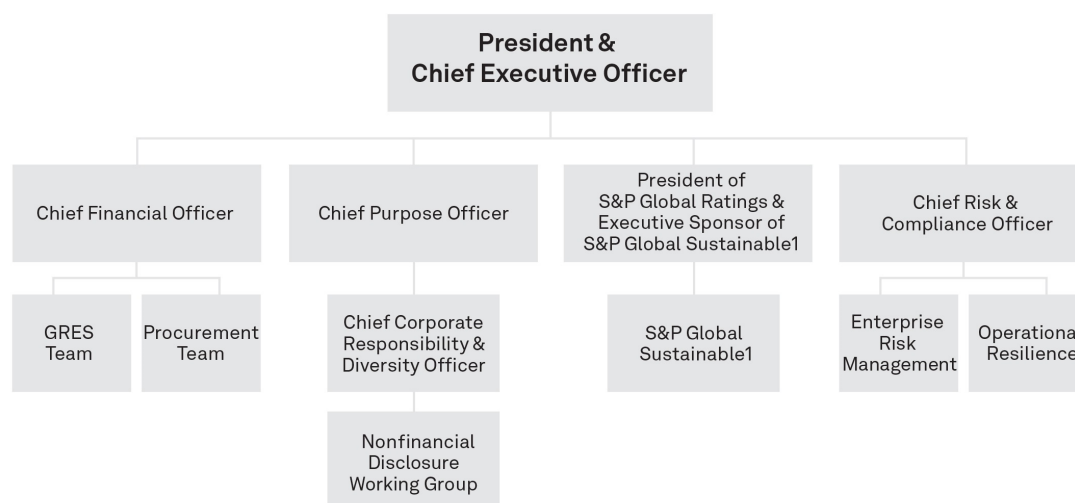 President &
Chief Executive Officer
Chief Financial Officer
Chief Purpose Officer
President of
S&P Global Ratings &
Executive Sponsor of
S&P Global Sustainable1
Chief Risk &
Compliance Officer
GRES
Team
Procurement
Team
Chief Corporate
Responsibility &
Diversity Officer
S&P Global
Sustainable1
Enterprise
Risk
Management
Operationa
Resilience
Nonfinancial
Disclosure
Working Group